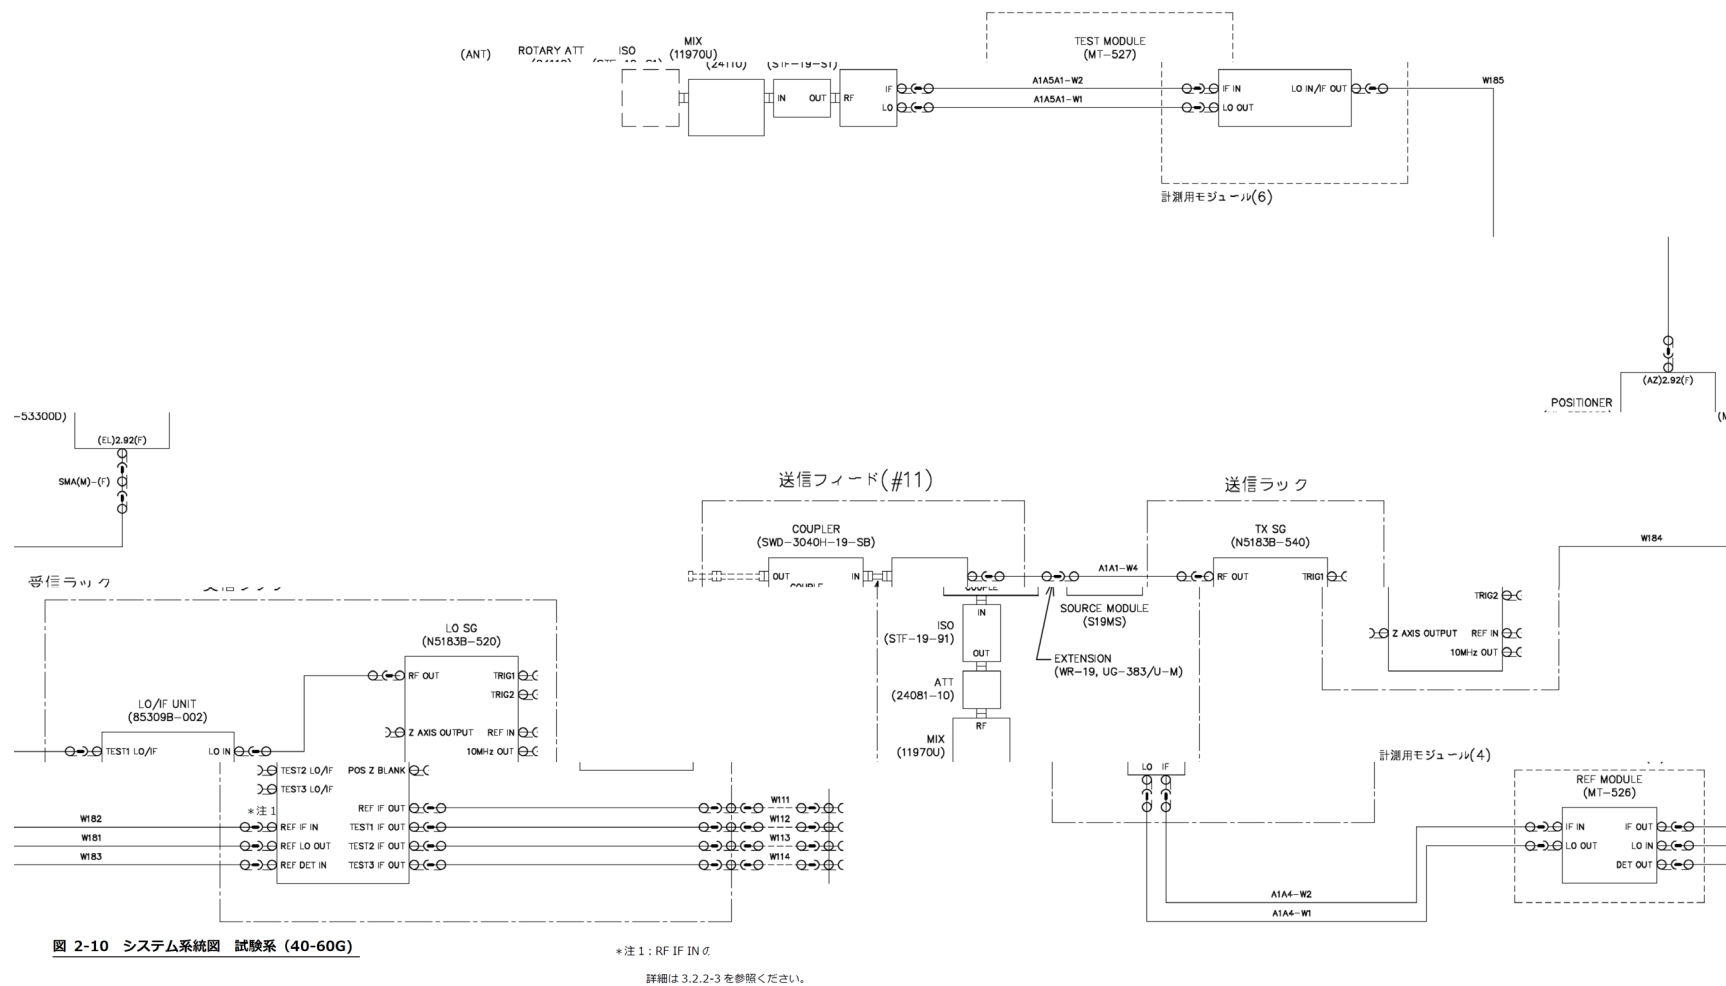 TEST MODULE
(MT-527)
(ANT)
ROTARY ATT
ISO
MIX
(11970U)
IN
OUT
RF
IF
LO
A1A5A1-W2
A1A5A1-W1
IF IN
LO OUT
LO IN/IF OUT
W185
計測用モジュール(6)
(AZ)2.92(F)
POSITIONER
-53300D)
(EL)2.92(F)
SMA(M)-(F)
送信フィード(#11)
送信ラック
COUPLER
(SWD-3040H-19-SB)
OUT
IN
A1A1-W4
TX SG
(N5183B-540)
RF OUT
TRIG1
W184
受信ラック
TRIG2
Z AXIS OUTPUT
REF IN
10MHz OUT
SOURCE MODULE
(S19MS)
IN
ISO
(STF-19-91)
OUT
EXTENSION
(WR-19, UG-383/U-M)
ATT
(24081-10)
RF
MIX
(11970U)
LO SG
(N5183B-520)
RF OUT
TRIG1
TRIG2
Z AXIS OUTPUT
REF IN
10MHz OUT
LO/IF UNIT
(85309B-002)
TEST1 LO/IF
LO IN
TEST2 LO/IF
POS Z BLANK
TEST3 LO/IF
*注1
REF IF OUT
W111
W182
REF IF IN
TEST1 IF OUT
W112
W181
REF LO OUT
TEST2 IF OUT
W113
W183
REF DET IN
TEST3 IF OUT
W114
LO IF
計測用モジュール(4)
REF MODULE
(MT-526)
IF IN
IF OUT
LO OUT
LO IN
DET OUT
A1A4-W2
A1A4-W1
図 2-10 システム系統図 試験系（40-60G）
*注1：RF IF IN の
詳細は 3.2.2-3 を参照ください。